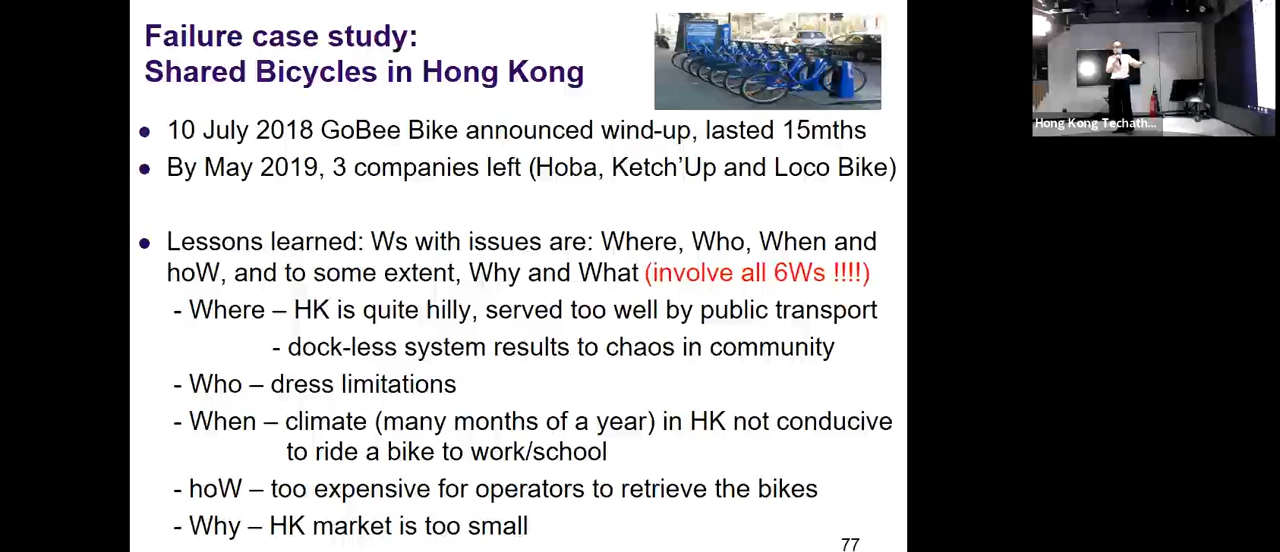 Failure case study:
Shared Bicycles in Hong Kong
● 10 July 2018 GoBee Bike announced wind-up, lasted 15mths
● By May 2019, 3 companies left (Hoba, Ketch’Up and Loco Bike)
● Lessons learned: Ws with issues are: Where, Who, When and
hoW, and to some extent, Why and What (involve all 6Ws !!!!)
- Where – HK is quite hilly, served too well by public transport
- dock-less system results to chaos in community
- Who – dress limitations
- When – climate (many months of a year) in HK not conducive
to ride a bike to work/school
- hoW – too expensive for operators to retrieve the bikes
- Why – HK market is too small
77
Hong Kong Techath...